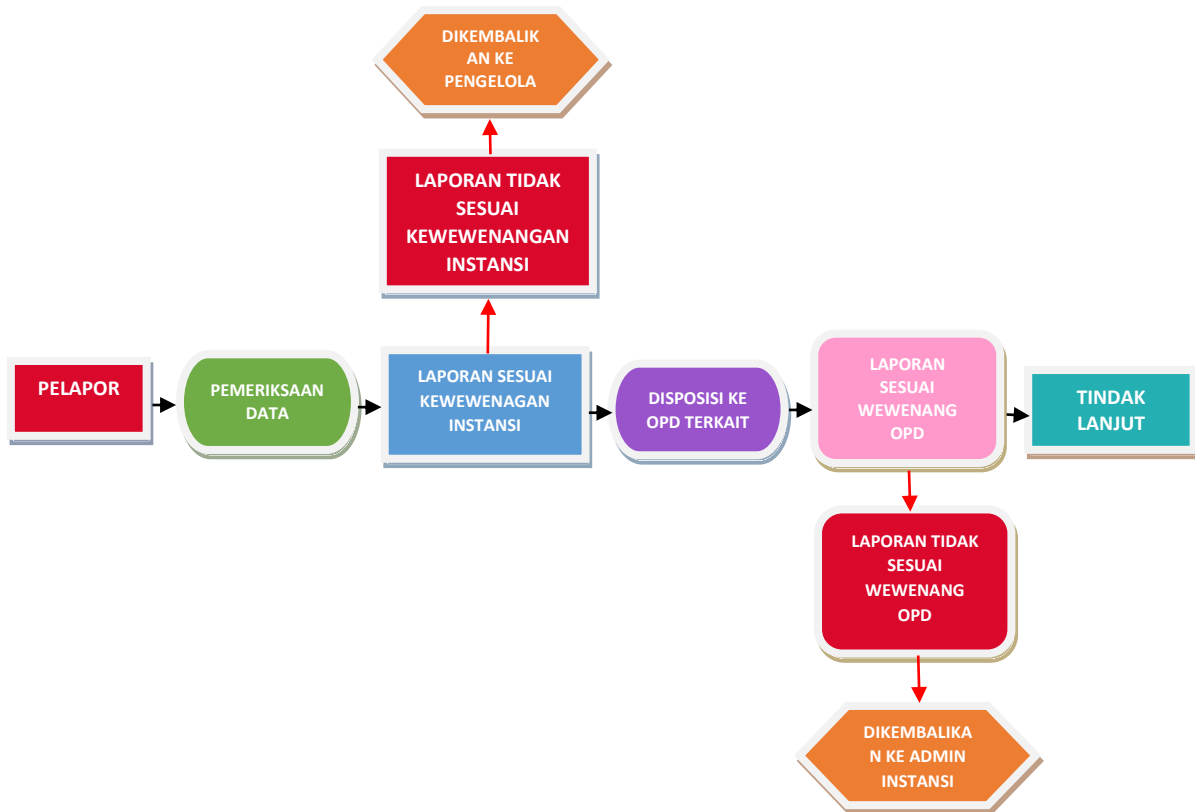 DIKEMBALIK
AN KE
PENGELOLA
LAPORAN TIDAK
SESUAI
KEWEWENANGAN
INSTANSI
PELAPOR
PEMERIKSAAN
DATA
LAPORAN SESUAI
KEWEWENAGAN
INSTANSI
DISPOSISI KE
OPD TERKAIT
LAPORAN
SESUAI
WEWENANG
OPD
TINDAK
LANJUT
LAPORAN TIDAK
SESUAI
WEWENANG
OPD
DIKEMBALIKA
N KE ADMIN
INSTANSI